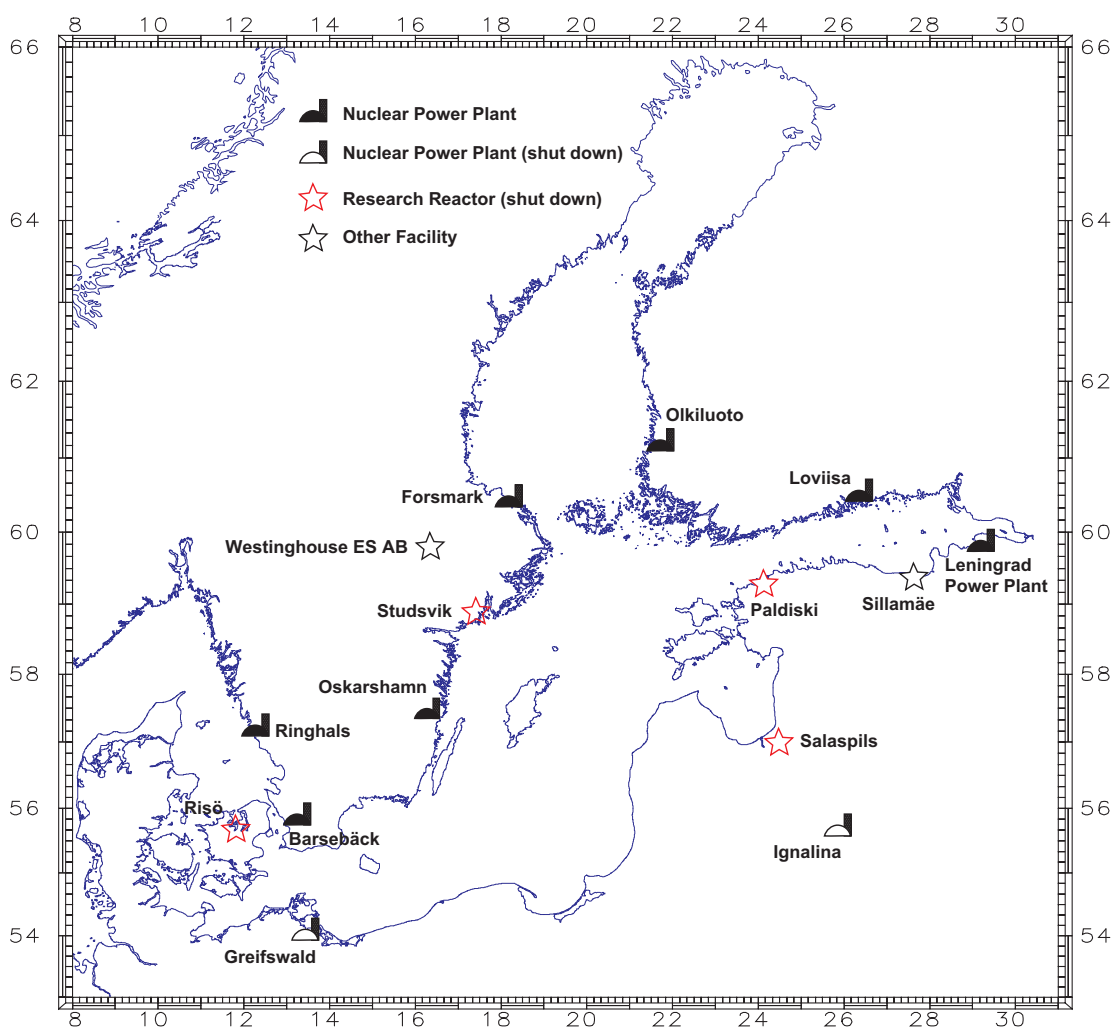 8 10 12 14 16 18 20 22 24 26 28 30
66 66
Nuclear Power Plant
Nuclear Power Plant (shut down)
Research Reactor (shut down)
64 64
Other Facility
62 62
Olkiluoto
Loviisa
Forsmark
60 60
Westinghouse ES AB
Leningrad
Power Plant
Studsvik
Paldiski
Sillamäe
58 58
Oskarshamn
Ringhals
Salaspils
Risö
56 56
Barsebäck
Ignalina
54 54
Greifswald
8 10 12 14 16 18 20 22 24 26 28 30